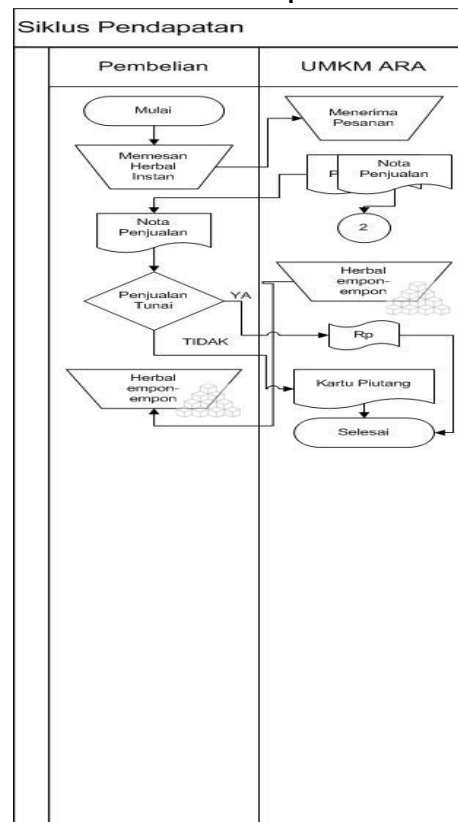 Siklus Pendapatan
Pembelian
UMKM ARA
Mulai
Menerima
Pesanan
Memesan
Herbal
Instan
Nota
Penjualan
Nota
Penjualan
2
Herbal
empon-
empon
Penjualan
Tunai
YA
Rp
TIDAK
Herbal
empon-
empon
Kartu Piutang
Selesai